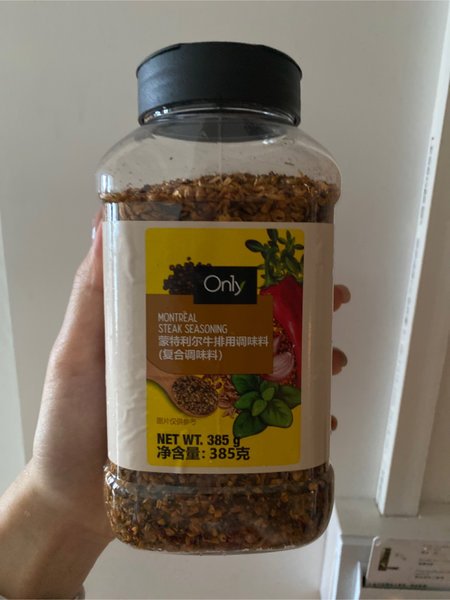 Only
MONTRÈAL
STEAK SEASONING
蒙特利尔牛排用调味料
(复合调味料)
图片仅供参考
NET WT. 385 g
净含量: 385克